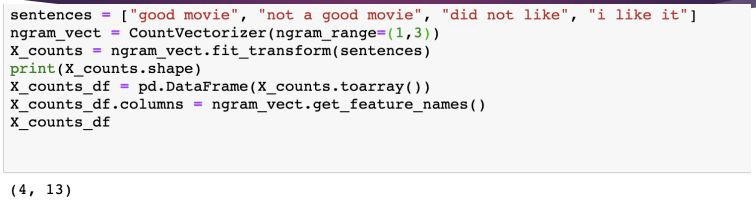 sentences = ["good movie", "not a good movie", "did not like", "i like it"]
ngram_vect = CountVectorizer(ngram_range=(1,3))
X_counts = ngram_vect.fit_transform(sentences)
print(X_counts.shape)
X_counts_df = pd.DataFrame(X_counts.toarray())
X_counts_df.columns = ngram_vect.get_feature_names()
X_counts_df
(4, 13)